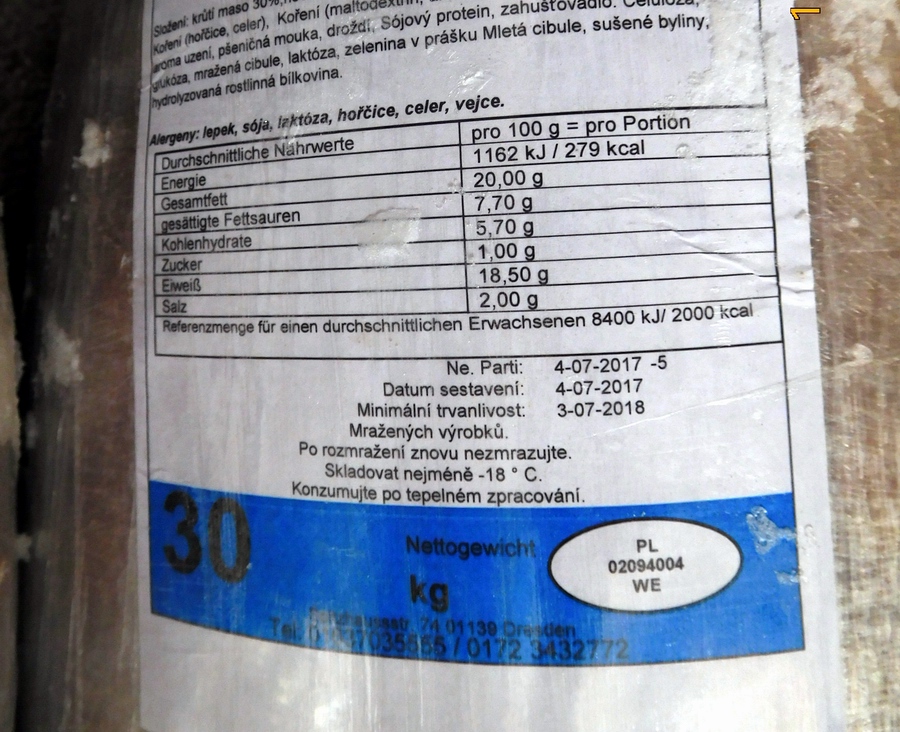 Složení: krůtí maso 30%,
Koření (hořčice, celer), Koření (maltodextrin,
aroma uzení, pšeničná mouka, droždí, Sójový protein, zahušťovadlo: Celulóza,
glukóza, mražená cibule, laktóza, zelenina v prášku Mletá cibule, sušené byliny,
hydrolyzovaná rostlinná bílkovina.
Alergeny: lepek, sója, laktóza, hořčice, celer, vejce.
Durchschnittliche Nährwerte pro 100 g = pro Portion
Energie 1162 kJ / 279 kcal
Gesamtfett 20,00 g
gesättigte Fettsauren 7,70 g
Kohlenhydrate 5,70 g
Zucker 1,00 g
Eiweiß 18,50 g
Salz 2,00 g
Referenzmenge für einen durchschnittlichen Erwachsenen 8400 kJ/ 2000 kcal
Ne. Parti: 4-07-2017 -5
Datum sestavení: 4-07-2017
Minimální trvanlivost: 3-07-2018
Mražených výrobků.
Po rozmražení znovu nezmrazujte.
Skladovat nejméně -18 ° C.
Konzumujte po tepelném zpracování.
30
Nettogewicht
kg
PL
02094004
WE
74 01139 Dresden
Tel. / 0172 3432772